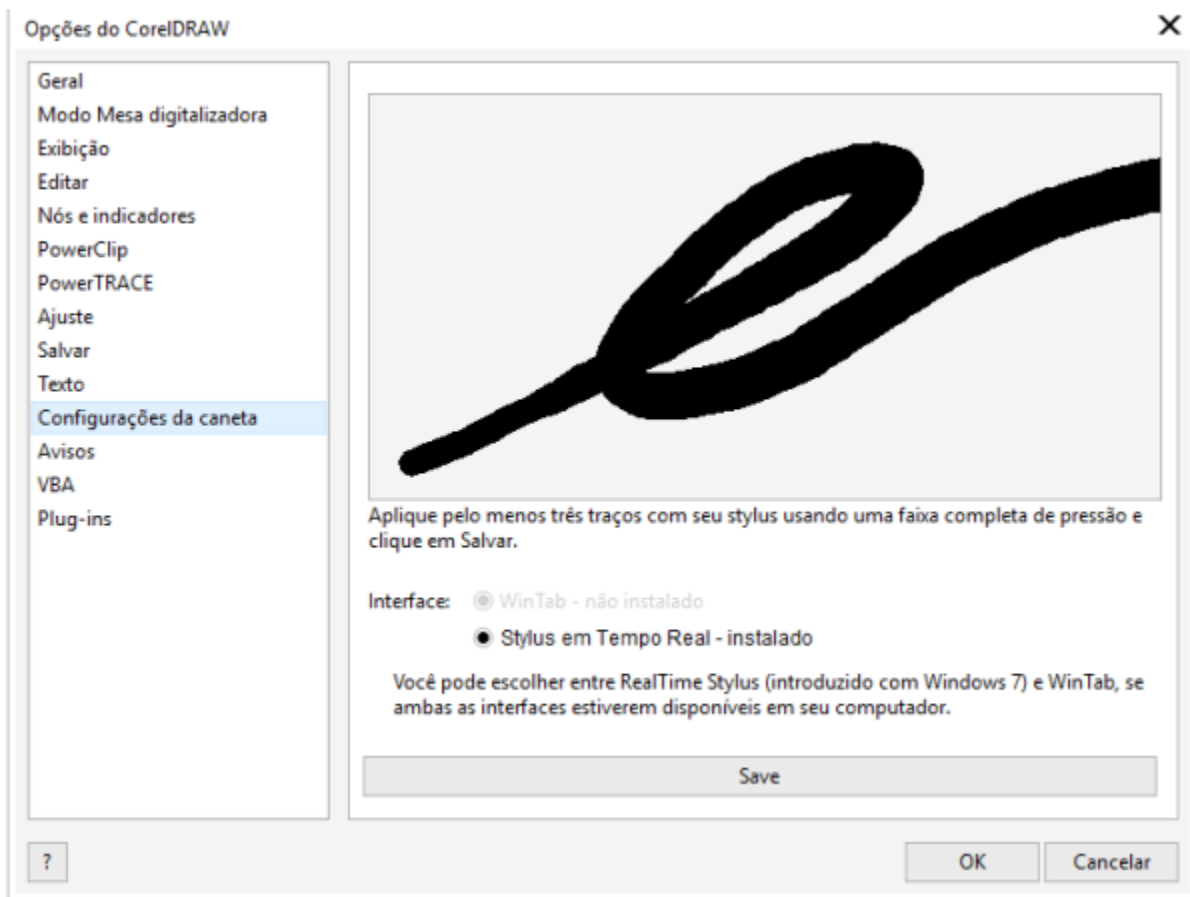 Opções do CorelDRAW
Geral
Modo Mesa digitalizadora
Exibição
Editar
Nós e indicadores
PowerClip
PowerTRACE
Ajuste
Salvar
Texto
Configurações da caneta
Avisos
VBA
Plug-ins
Aplique pelo menos três traços com seu stylus usando uma faixa completa de pressão e
clique em Salvar.
Interface: WinTab - não instalado
Stylus em Tempo Real - instalado
Você pode escolher entre RealTime Stylus (introduzido com Windows 7) e WinTab, se
ambas as interfaces estiverem disponíveis em seu computador.
Save
? OK Cancelar